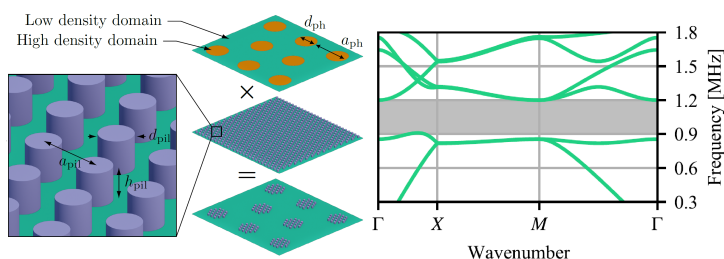 Low density domain
High density domain
d_ph
a_ph
×
a_pil
d_pil
h_pil
=
1.8
1.5
1.2
0.9
0.6
0.3
Frequency [MHz]
Γ X M Γ
Wavenumber